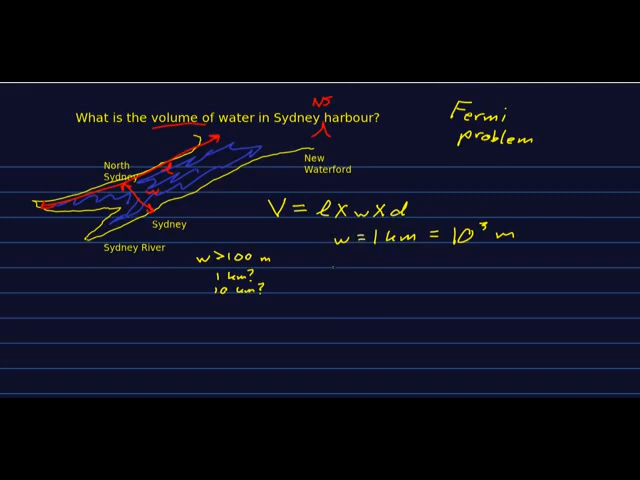 NS
What is the volume of water in Sydney harbour?
Fermi
problem
North
Sydney
l
w
New
Waterford
Sydney
Sydney River
V = l x w x d
w = 1 km = 10³ m
w > 100 m
1 km?
10 km?